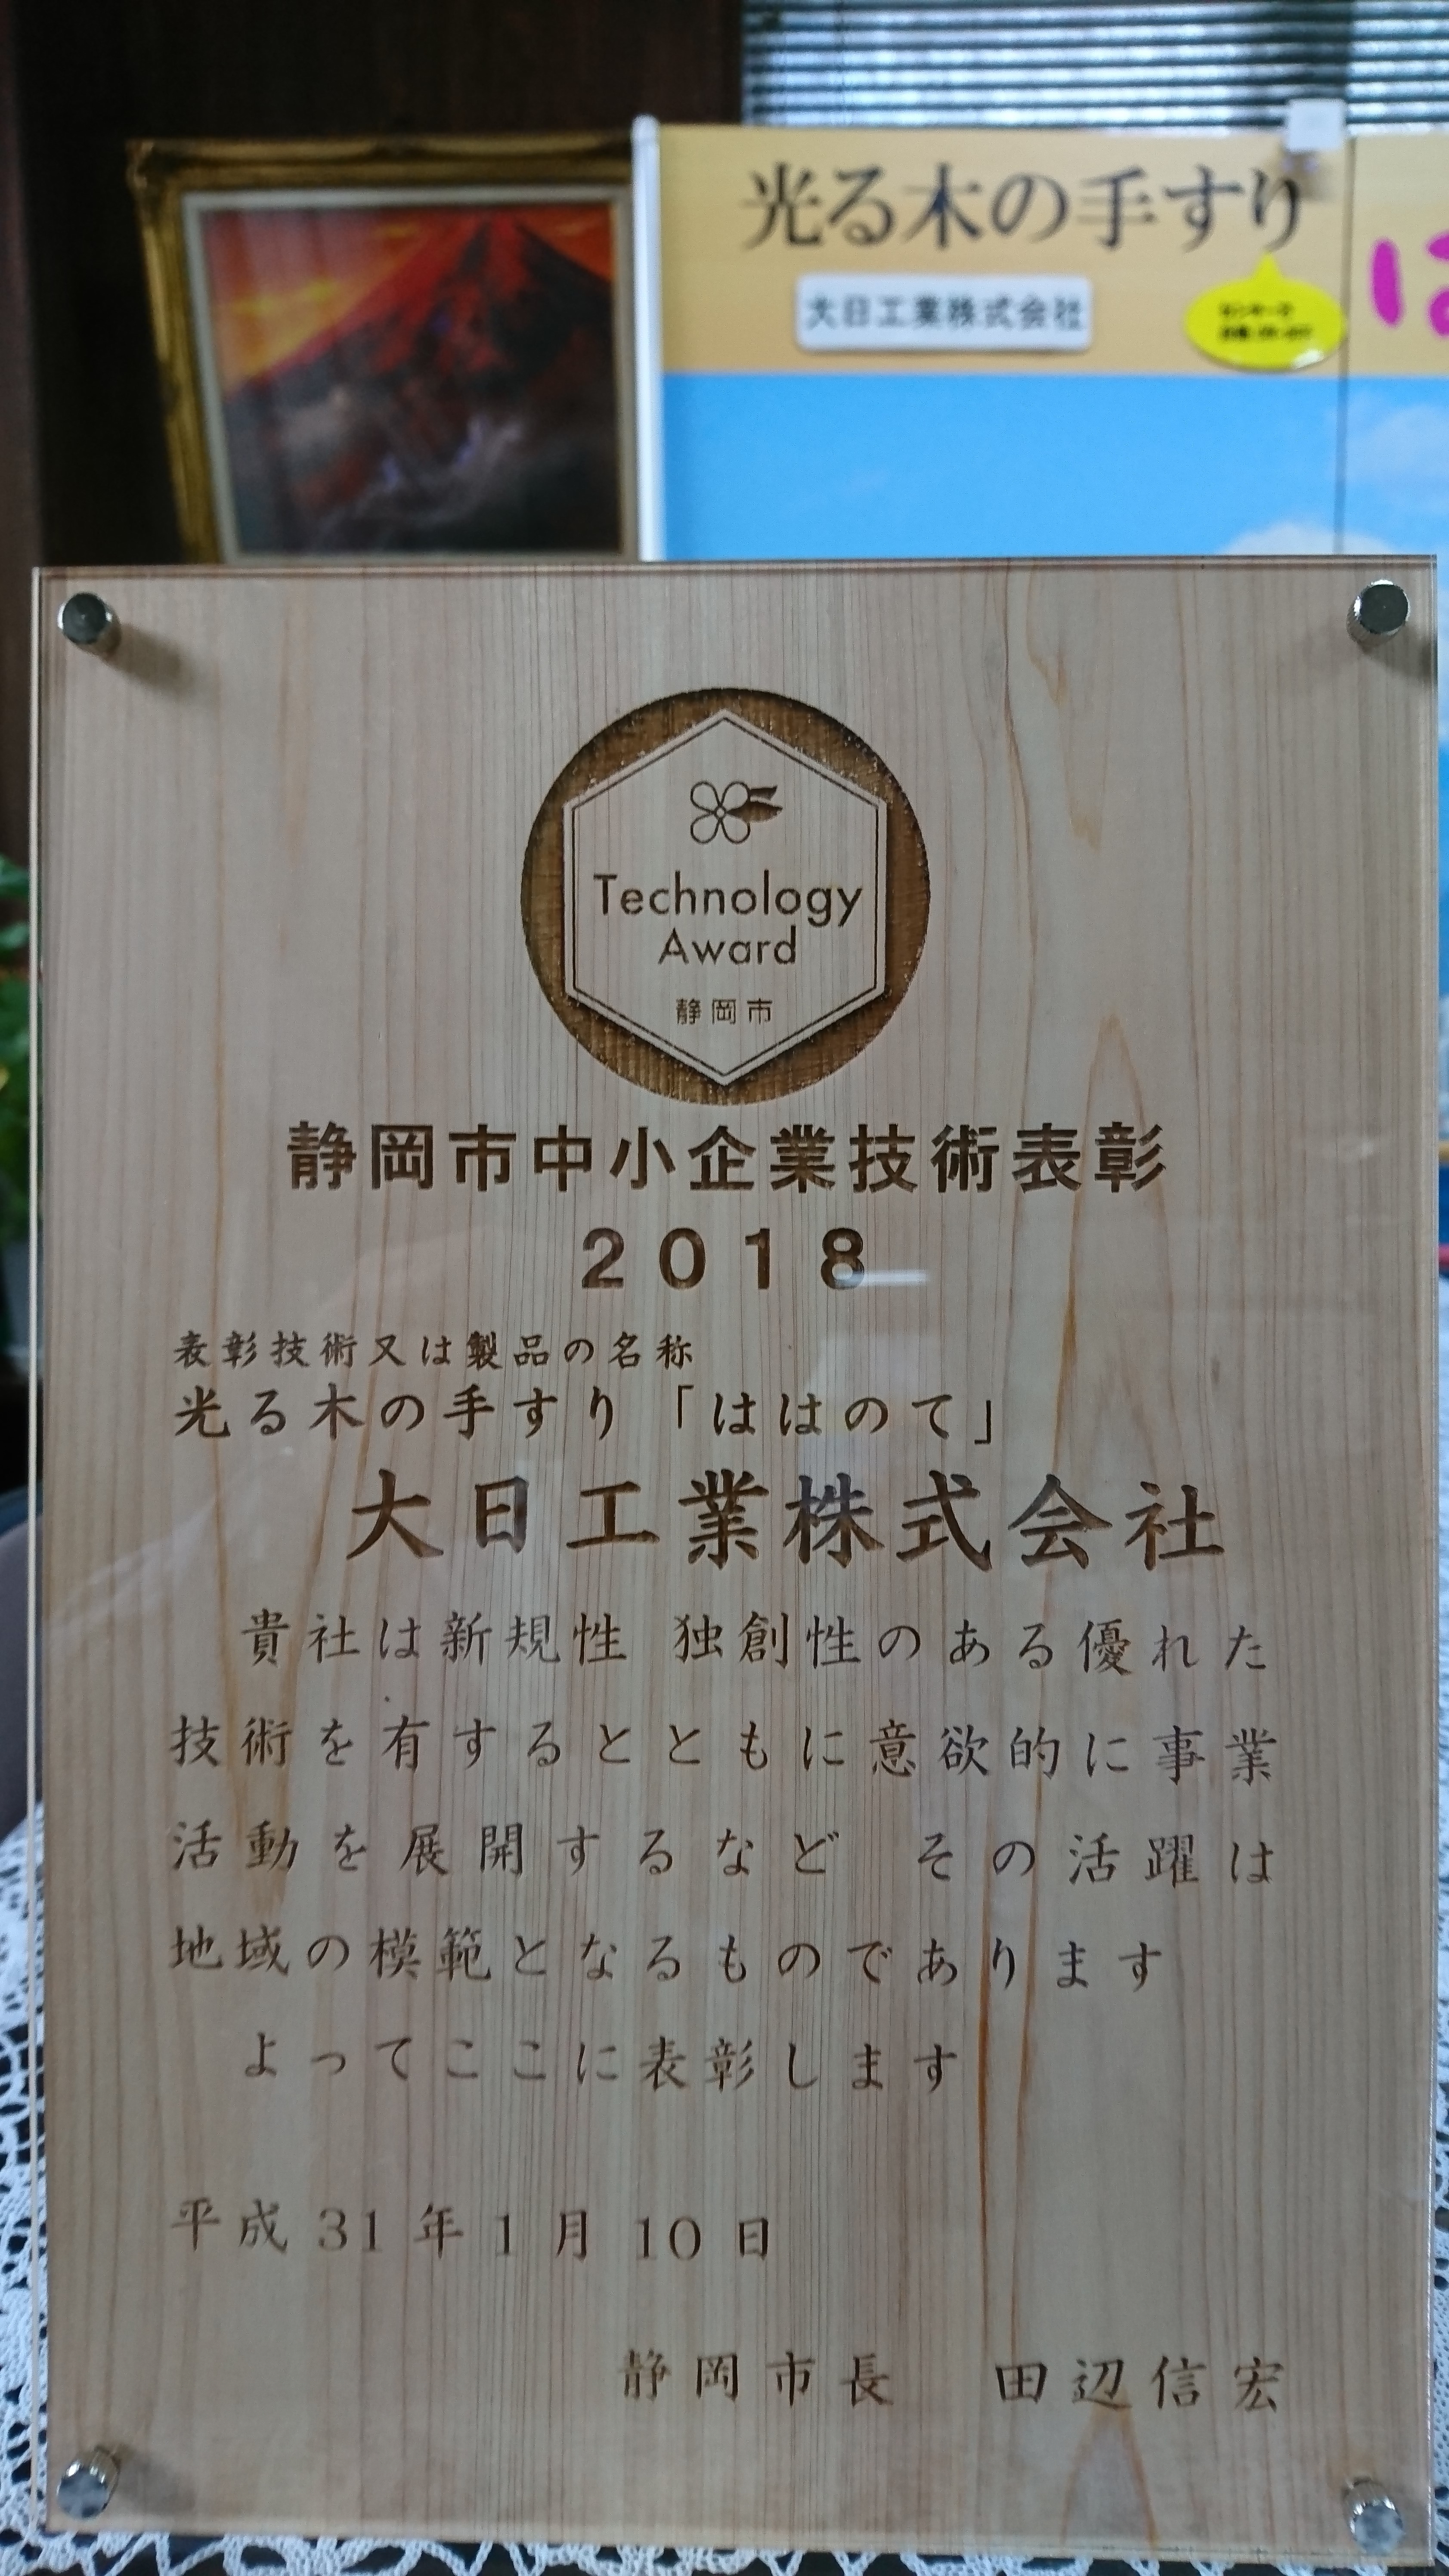 光る木の手すり
大日工業株式会社
Technology
Award
静岡市
静岡市中小企業技術表彰
2018
表彰技術又は製品の名称
光る木の手すり「ははのて」
大日工業株式会社
貴社は新規性 独創性のある優れた
技術を有するとともに意欲的に事業
活動を展開するなど その活躍は
地域の模範となるものであります
よってここに表彰します
平成31年1月10日
静岡市長 田辺信宏